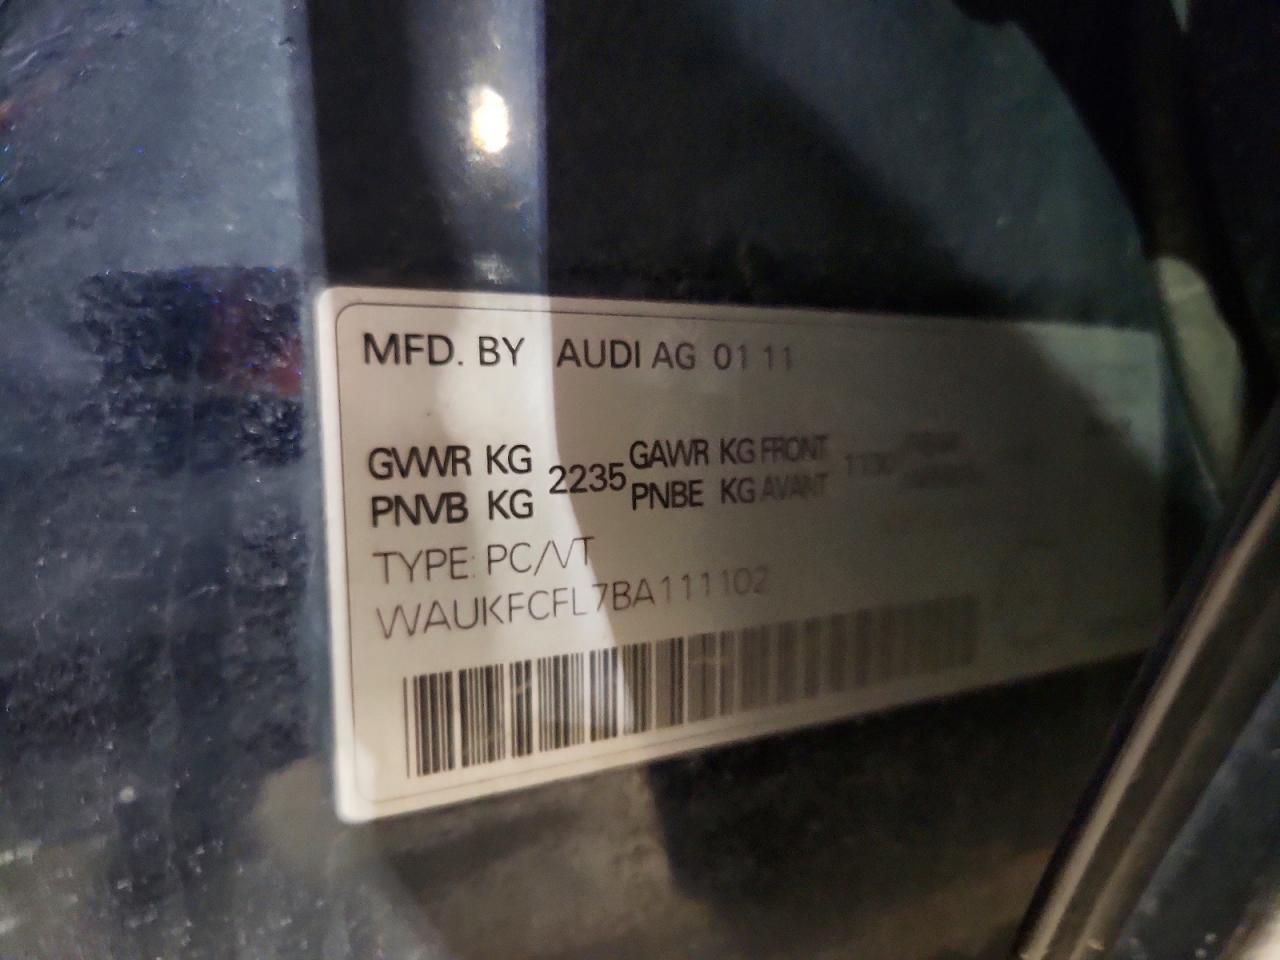 MFD. BY AUDI AG 01 11
GWWR KG 2235 GAWR KG FRONT
PNVB KG PNBE KG AVANT
TYPE: PC/VT
WAUKFCFL7BA111102